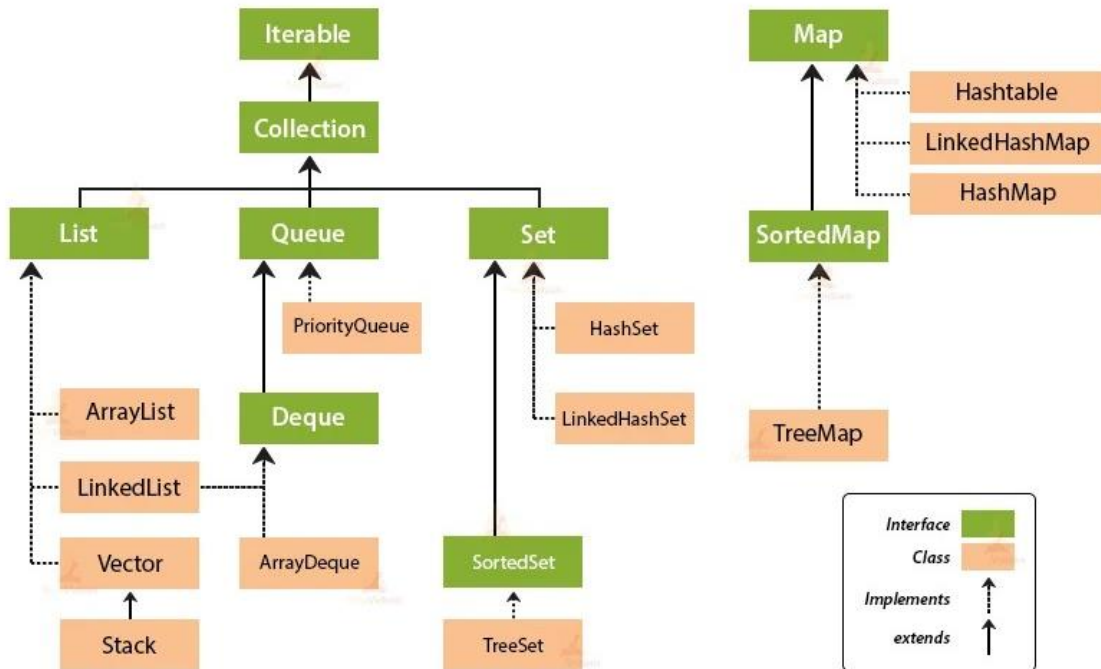 Iterable
Map
Hashtable
Collection
LinkedHashMap
HashMap
List
Queue
Set
SortedMap
PriorityQueue
HashSet
ArrayList
Deque
LinkedHashSet
TreeMap
LinkedList
Interface
Vector
ArrayDeque
SortedSet
Class
Implements
Stack
TreeSet
extends